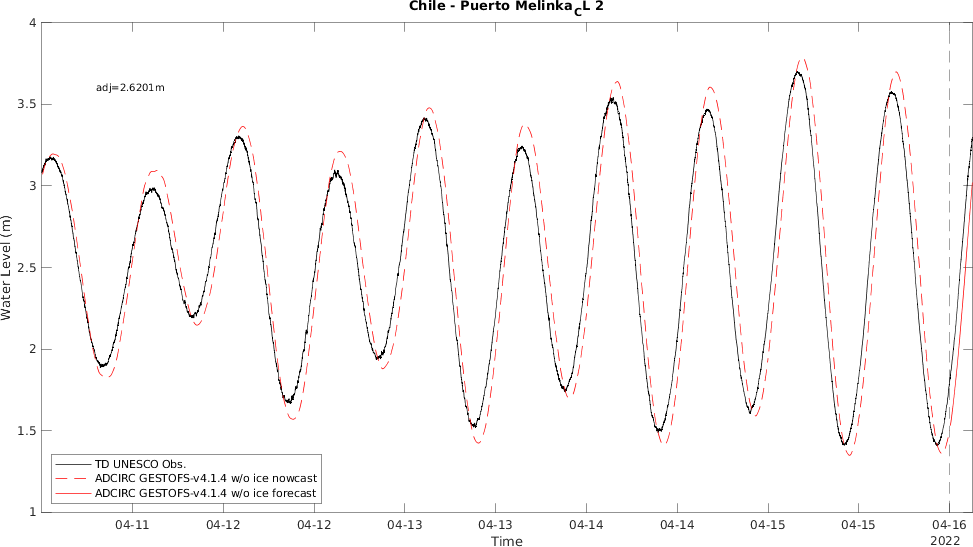 Chile - Puerto Melinka_CL 2
4
adj=2.6201m
3.5
3
2.5
2
1.5
1
Water Level (m)
TD UNESCO Obs.
ADCIRC GESTOFS-v4.1.4 w/o ice nowcast
ADCIRC GESTOFS-v4.1.4 w/o ice forecast
04-11 04-12 04-12 04-13 04-13 04-14 04-14 04-15 04-15 04-16
Time 2022